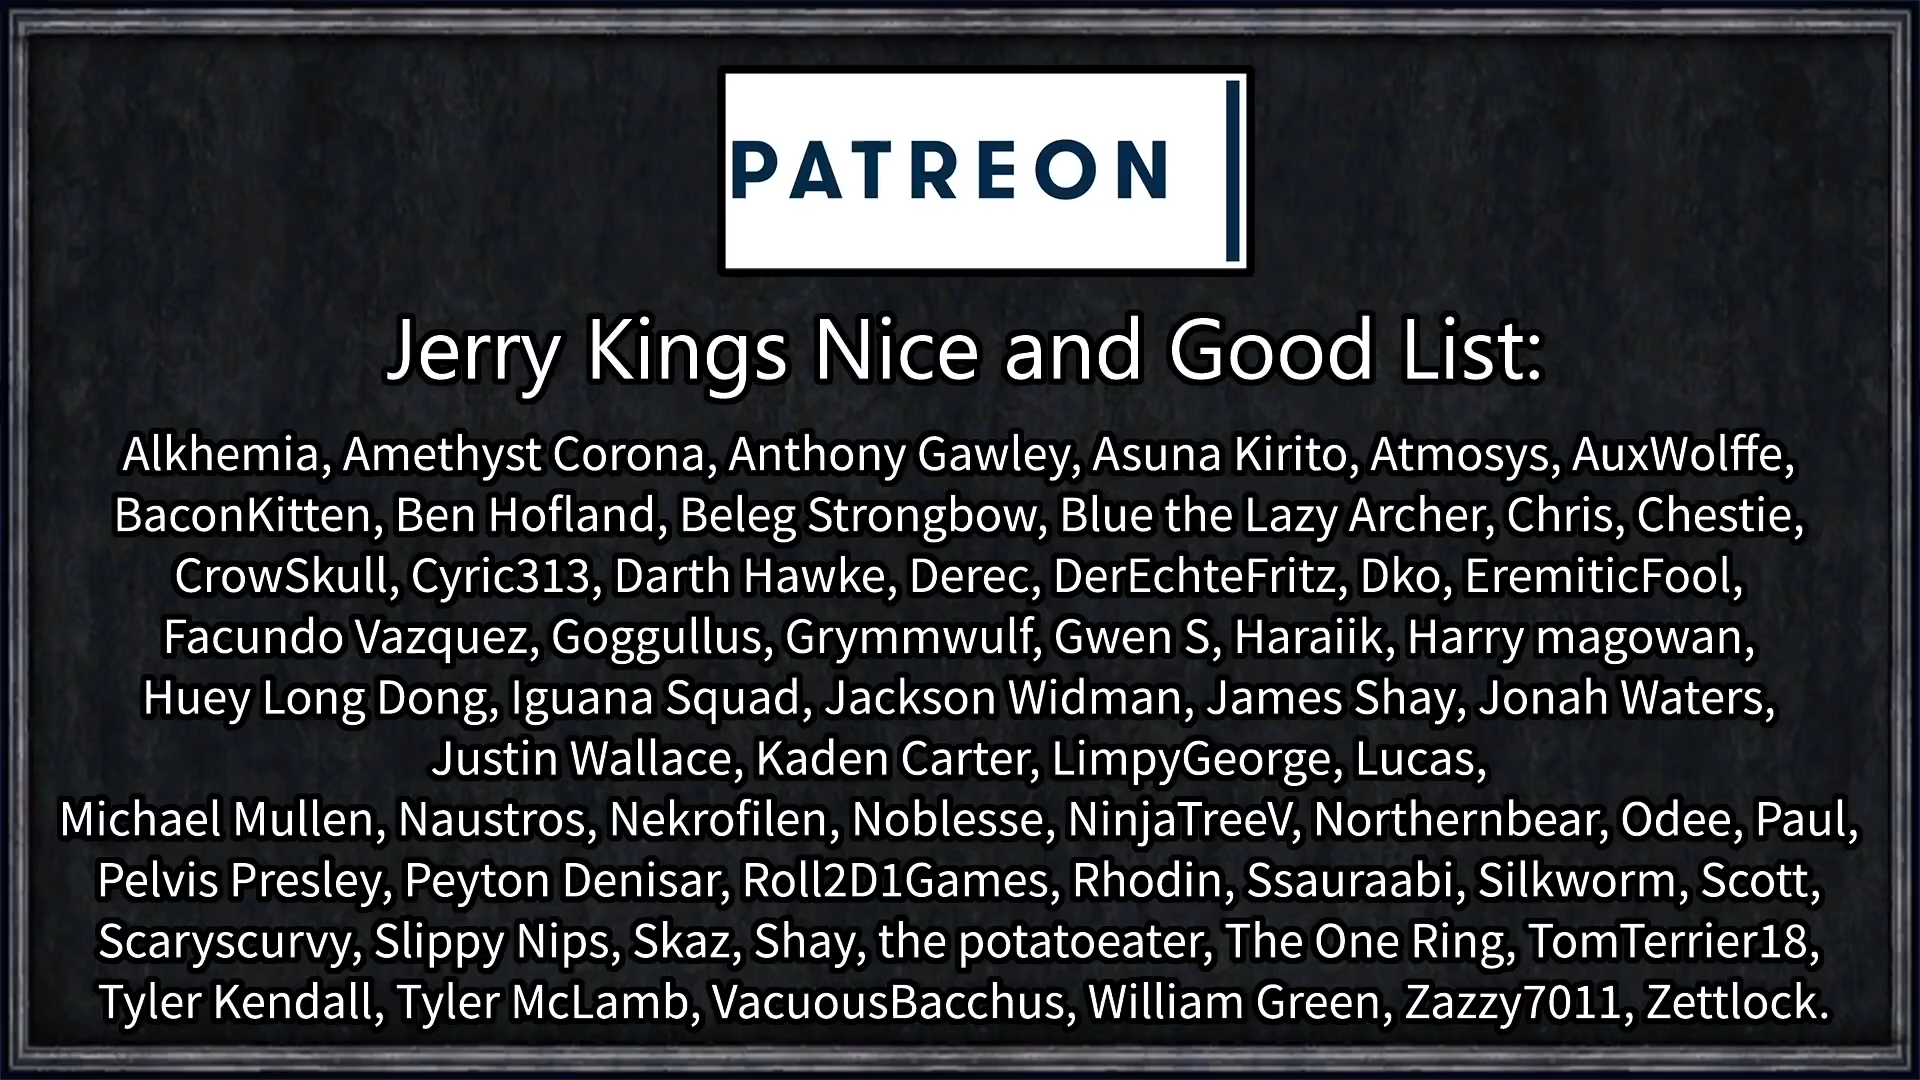 PATREON
Jerry Kings Nice and Good List:
Alkhemia, Amethyst Corona, Anthony Gawley, Asuna Kirito, Atmosys, AuxWolffe,
BaconKitten, Ben Hofland, Beleg Strongbow, Blue the Lazy Archer, Chris, Chestie,
CrowSkull, Cyric313, Darth Hawke, Derec, DerEchteFritz, Dko, EremiticFool,
Facundo Vazquez, Goggullus, Grymmwulf, Gwen S, Haraiik, Harry magowan,
Huey Long Dong, Iguana Squad, Jackson Widman, James Shay, Jonah Waters,
Justin Wallace, Kaden Carter, LimpyGeorge, Lucas,
Michael Mullen, Naustros, Nekrofilen, Noblesse, NinjaTreeV, Northernbear, Odee, Paul,
Pelvis Presley, Peyton Denisar, Roll2D1Games, Rhodin, Ssauraabi, Silkworm, Scott,
Scaryscurvy, Slippy Nips, Skaz, Shay, the potatoeater, The One Ring, TomTerrier18,
Tyler Kendall, Tyler McLamb, VacuousBacchus, William Green, Zazzy7011, Zettlock.